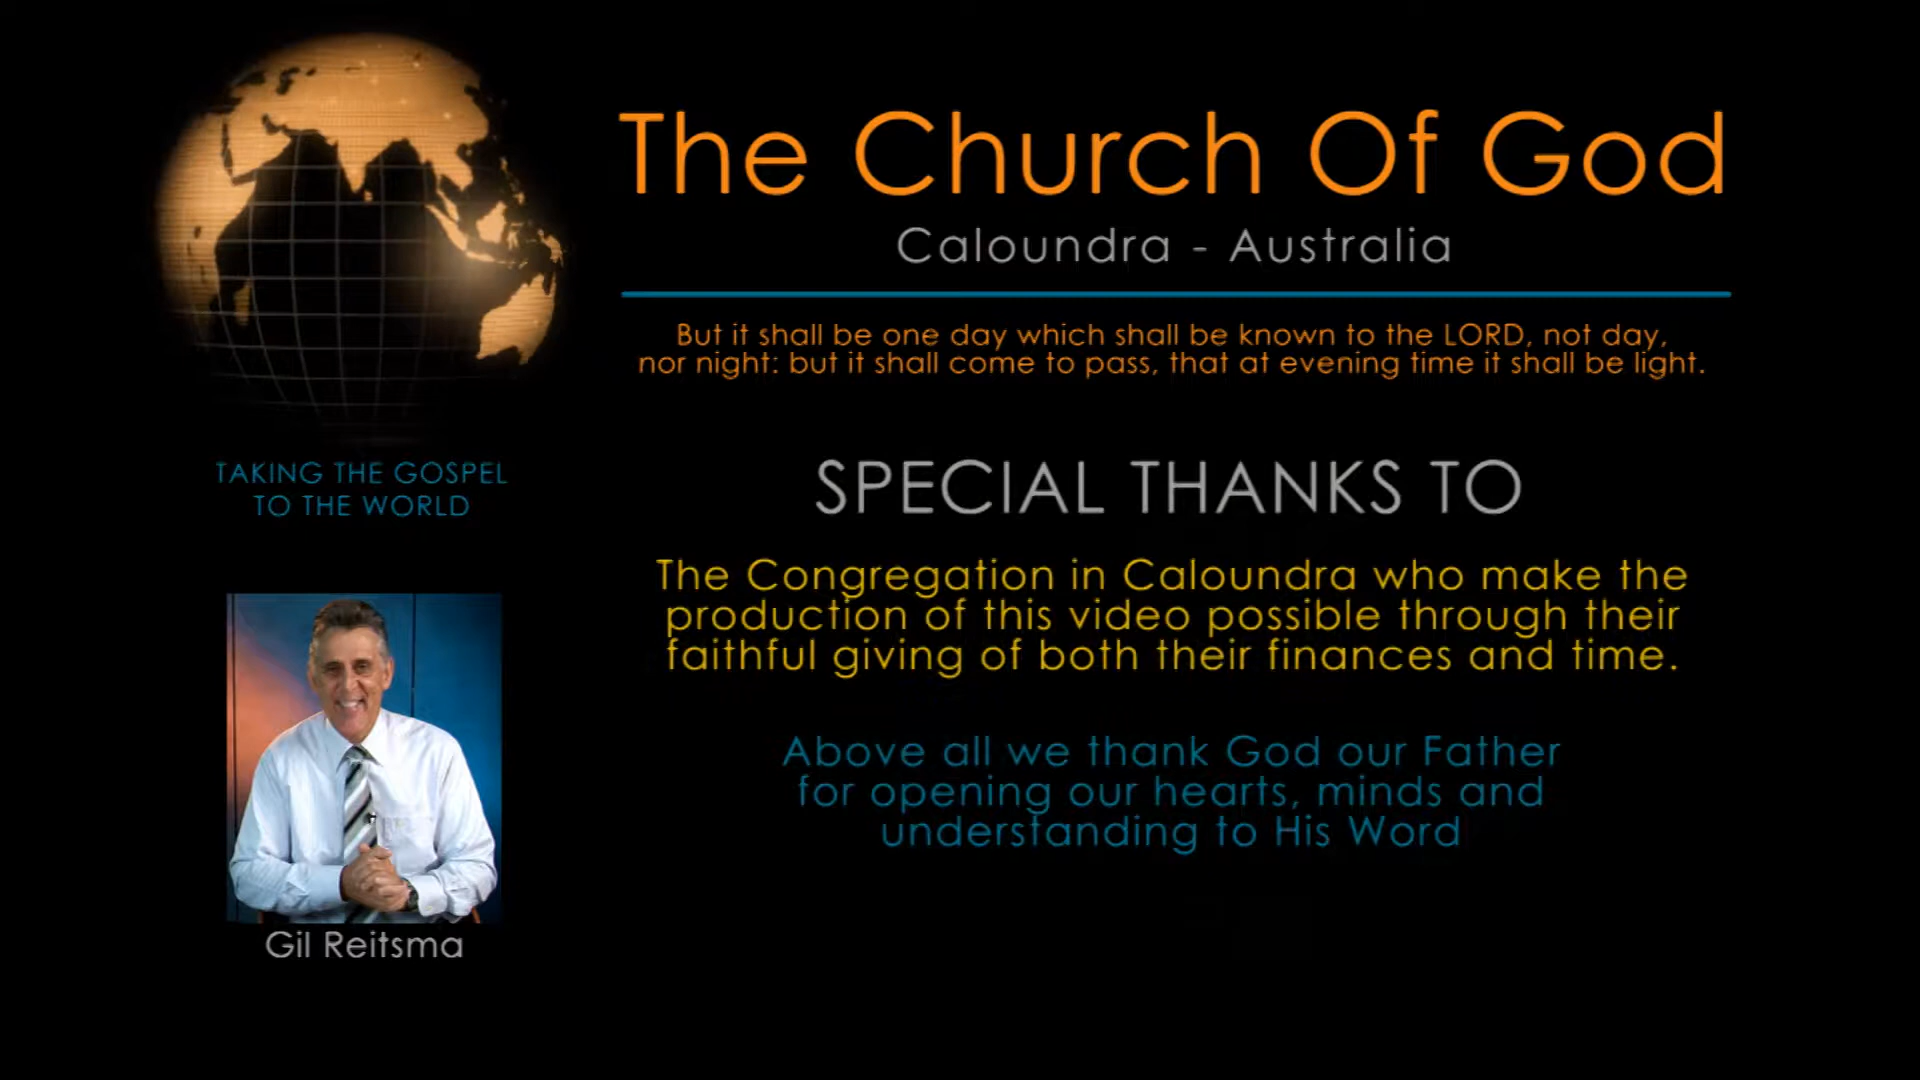 The Church Of God
Caloundra - Australia
But it shall be one day which shall be known to the LORD, not day,
nor night: but it shall come to pass, that at evening time it shall be light.
TAKING THE GOSPEL
TO THE WORLD
SPECIAL THANKS TO
The Congregation in Caloundra who make the
production of this video possible through their
faithful giving of both their finances and time.
Above all we thank God our Father
for opening our hearts, minds and
understanding to His Word
Gil Reitsma